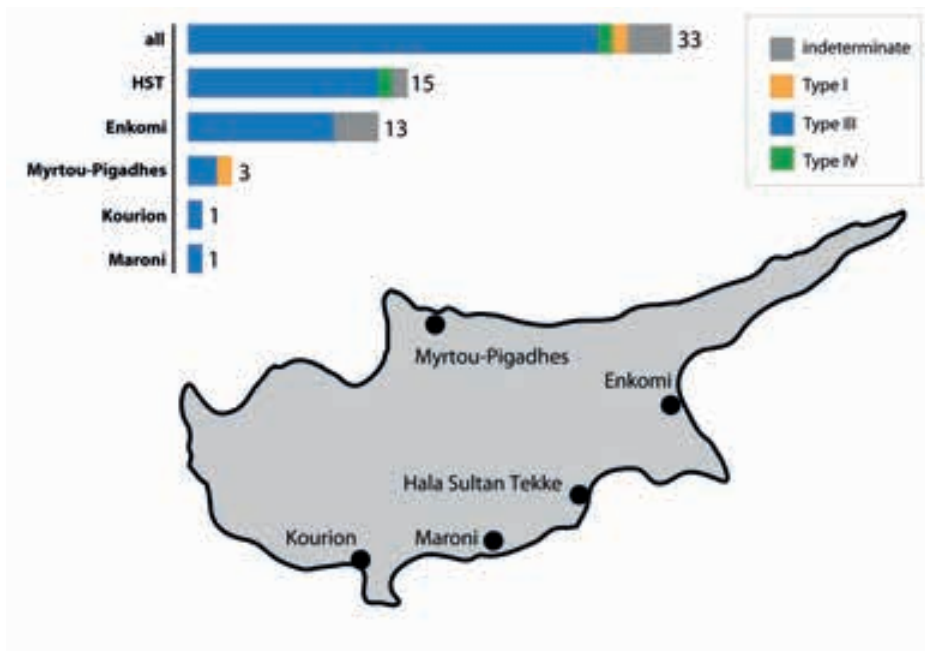 all 33
HST 15
Enkomi 13
Myrtou-Pigadhes 3
Kourion 1
Maroni 1
indeterminate
Type I
Type III
Type IV
Myrtou-Pigadhes
Enkomi
Hala Sultan Tekke
Kourion
Maroni